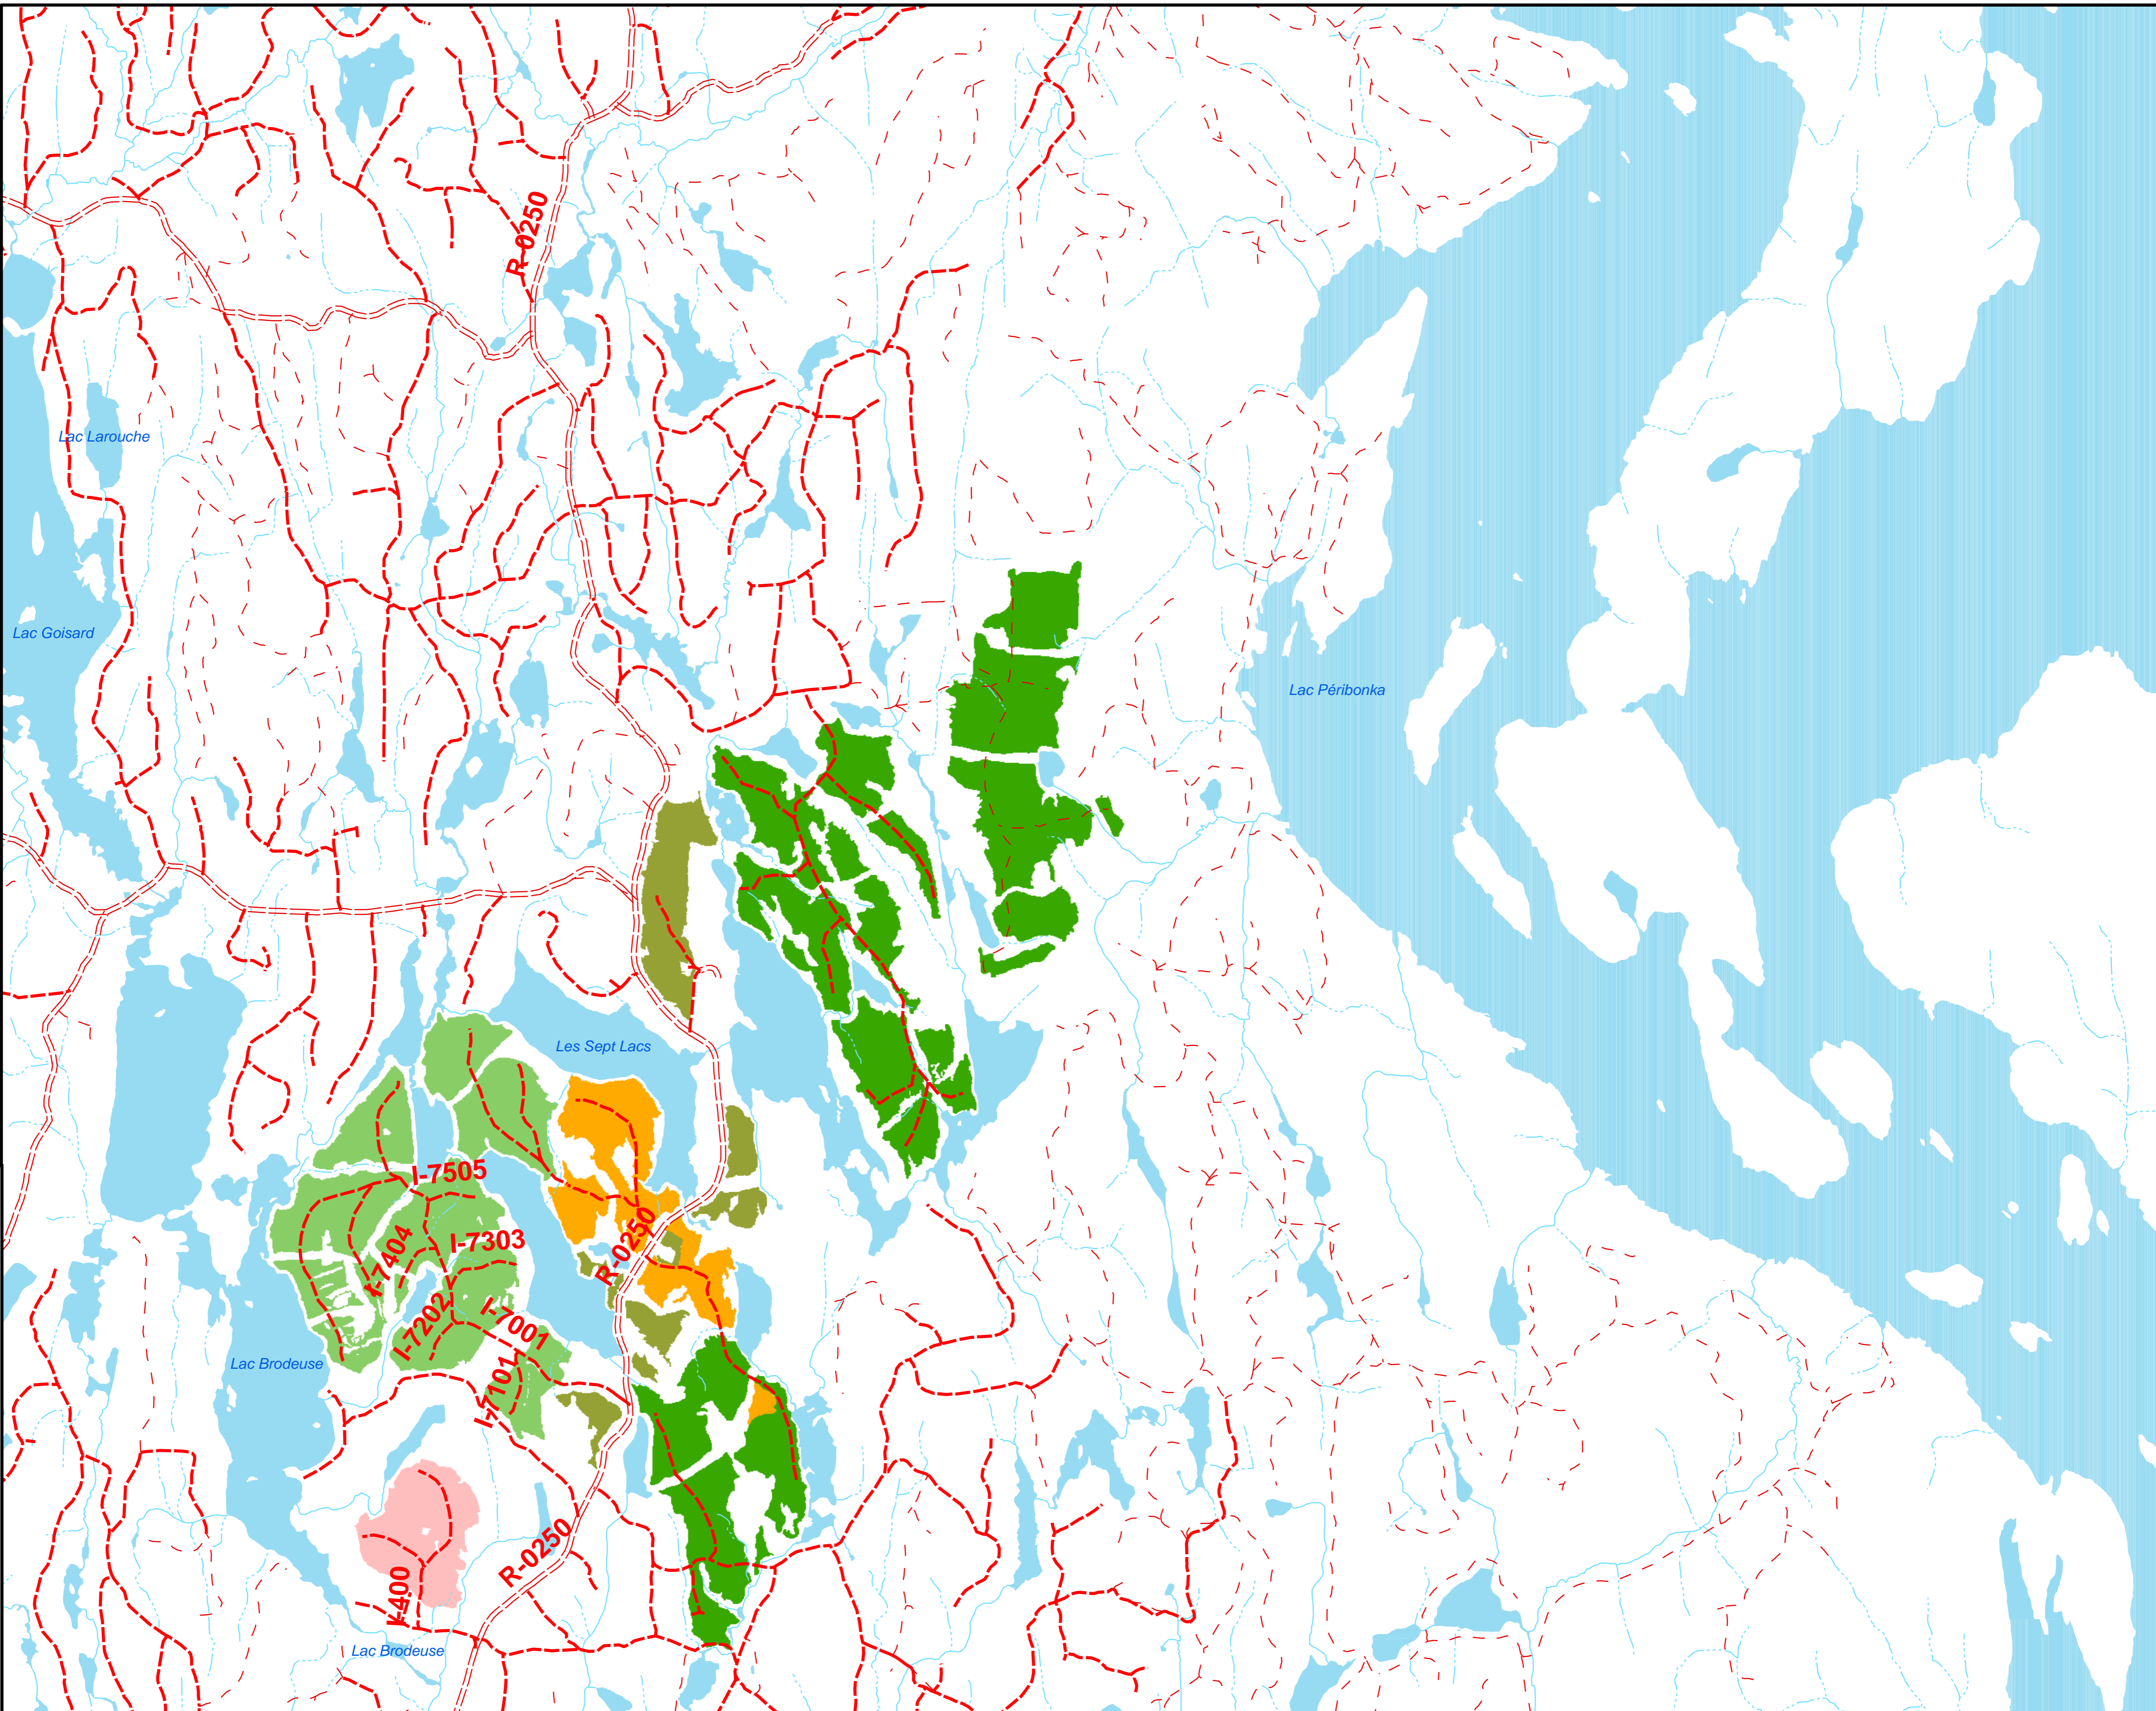 R-0250
Lac Larouche
Lac Goisard
Lac Péribonka
Les Sept Lacs
I-7505
R-0250
I-7303
I-7404
I-7202
I-7001
Lac Brodeuse
I-7101
R-0250
I-400
Lac Brodeuse